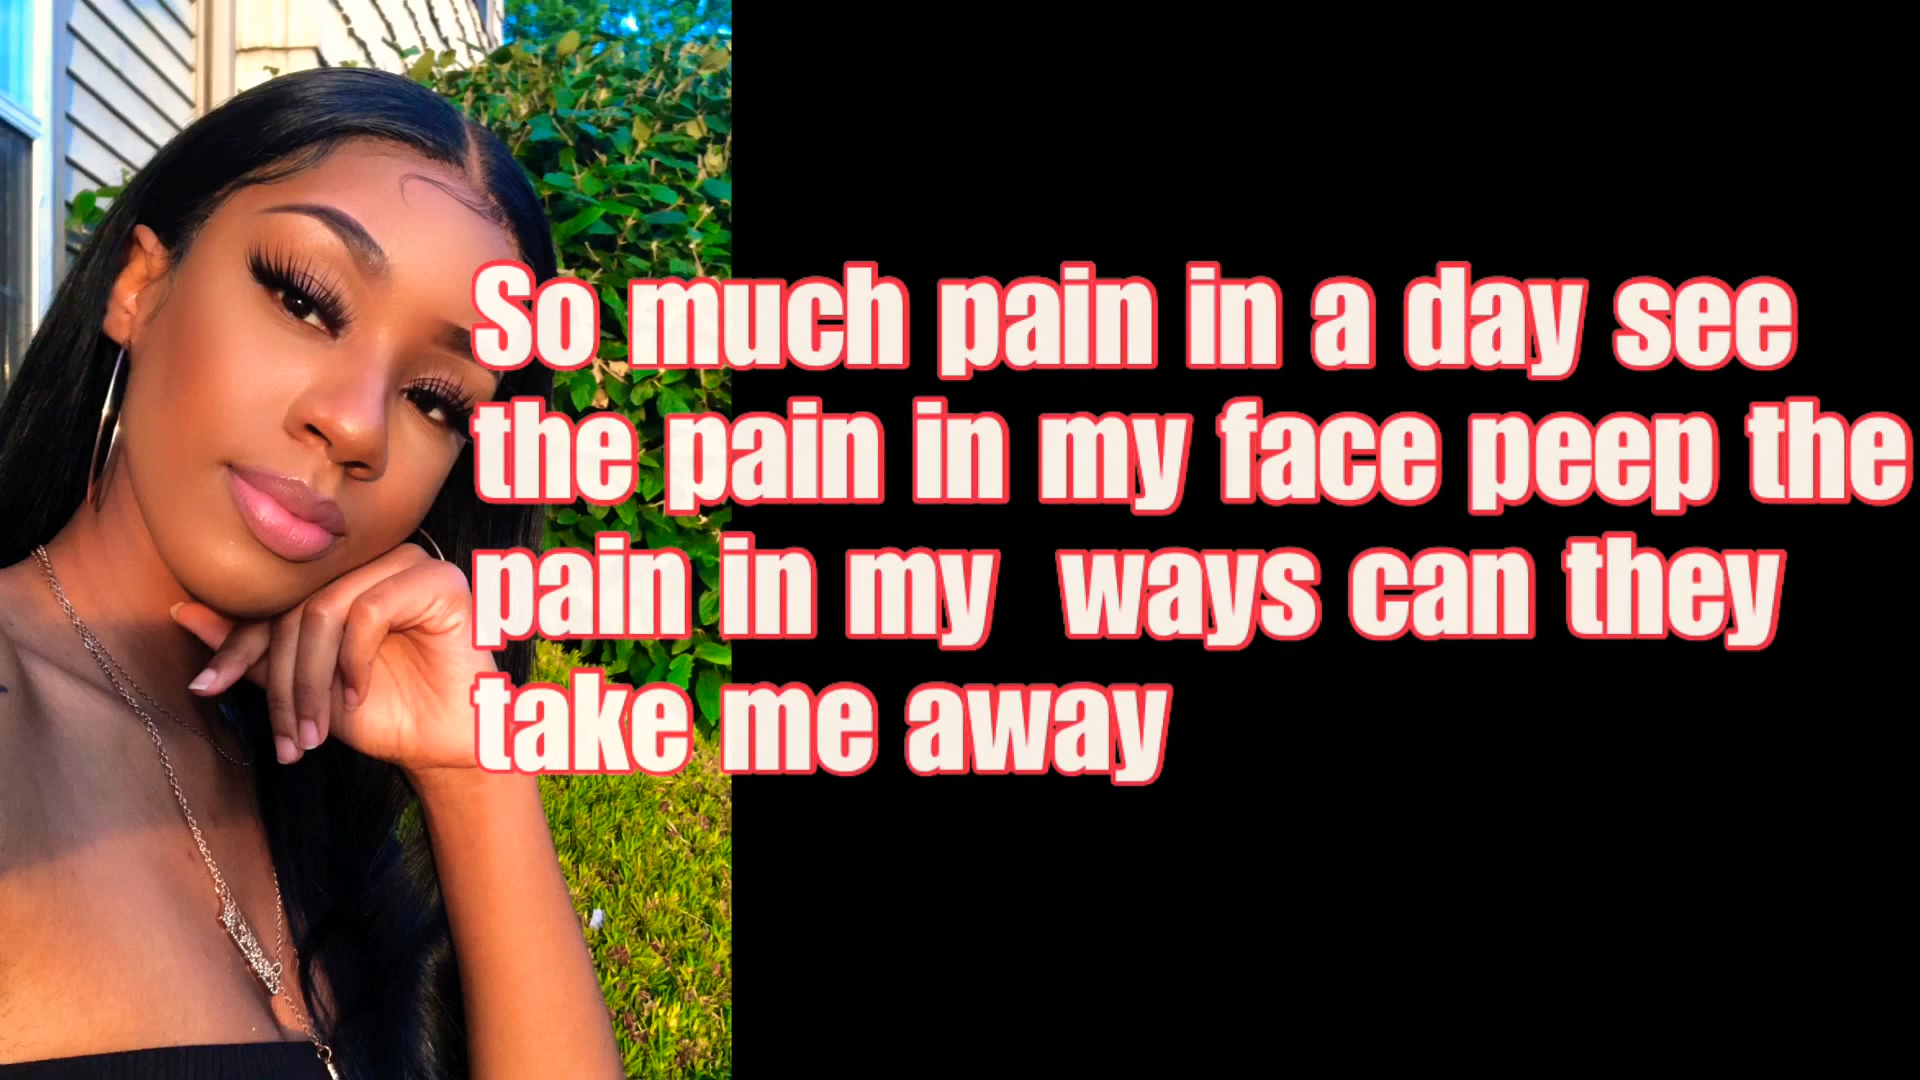 So much pain in a day see
the pain in my face peep the
pain in my  ways can they
take me away